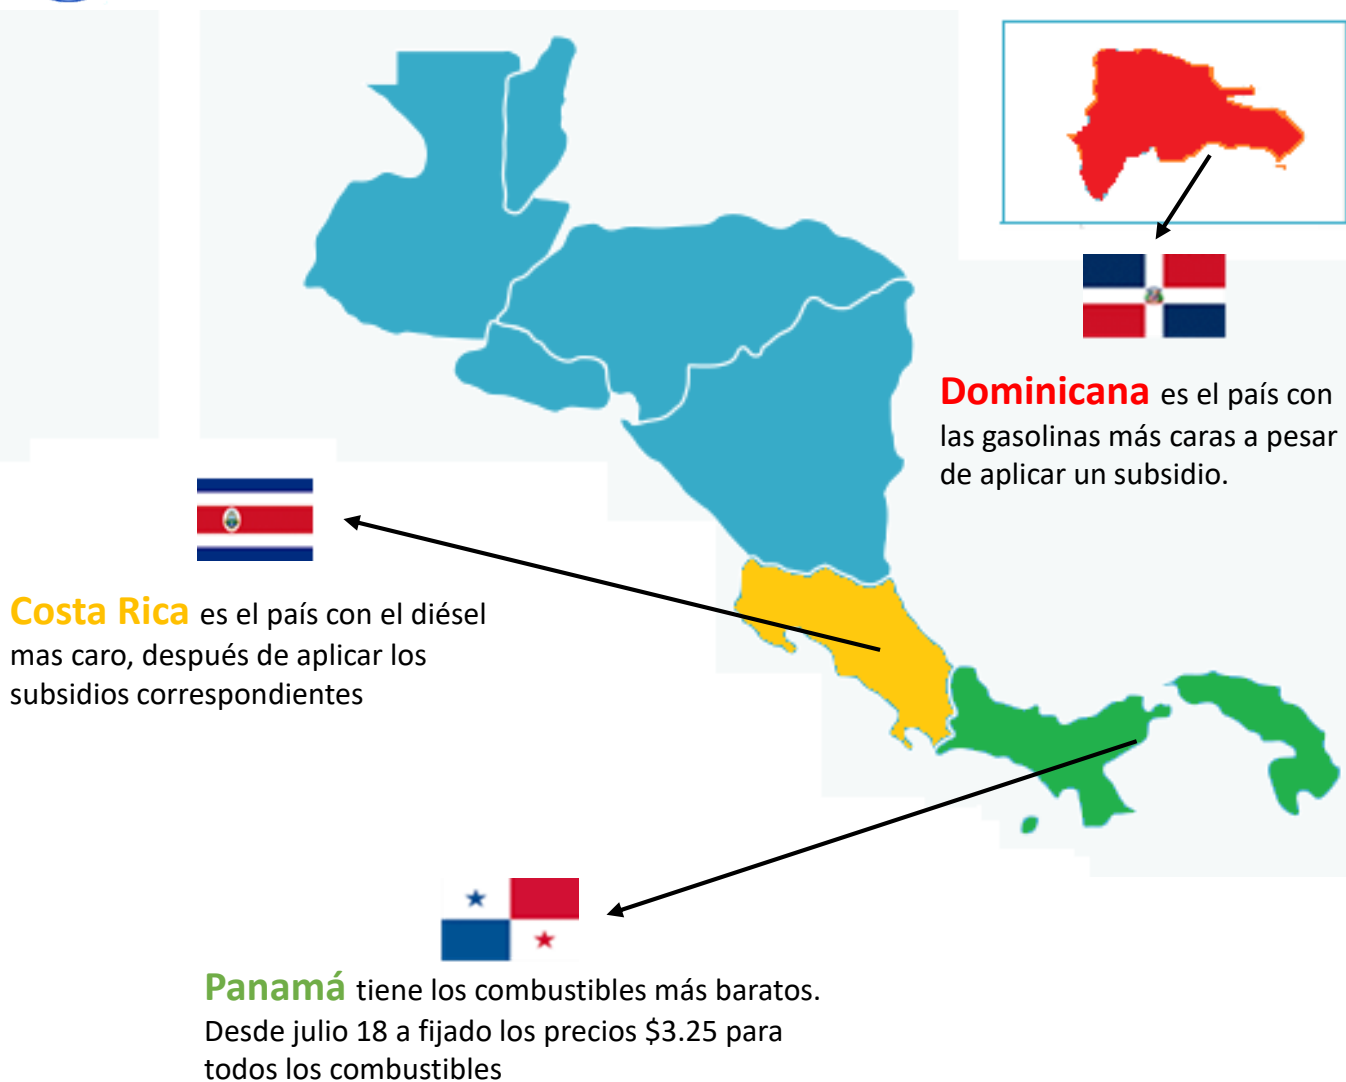 Dominicana es el país con
las gasolinas más caras a pesar
de aplicar un subsidio.
Costa Rica es el país con el diésel
mas caro, después de aplicar los
subsidios correspondientes
Panamá tiene los combustibles más baratos.
Desde julio 18 a fijado los precios $3.25 para
todos los combustibles